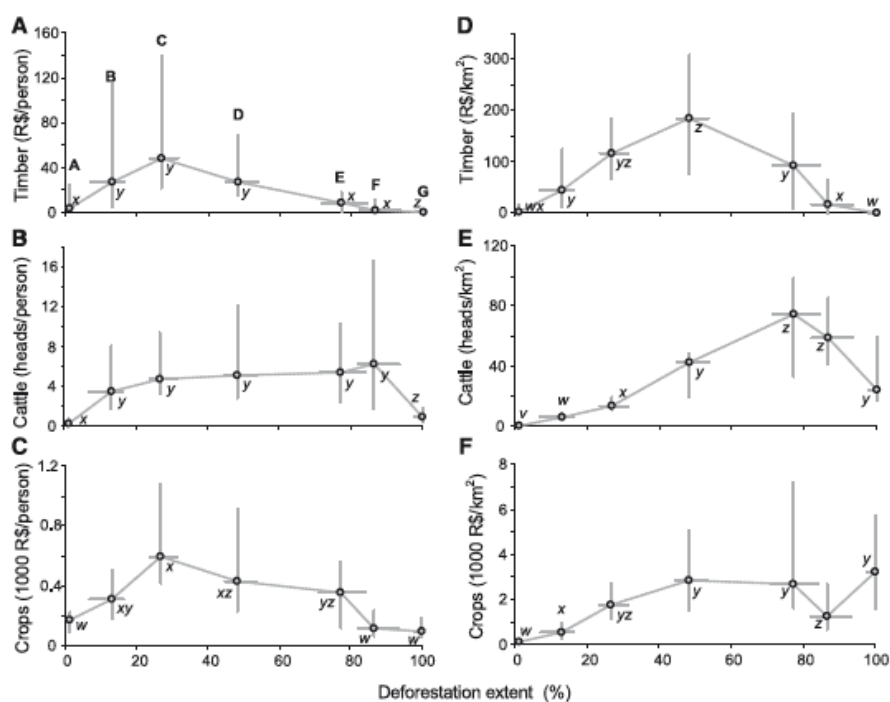 A
Timber (R$/person)
160
120
80
40
0
A
B
C
D
E
F
G
x
y
y
y
x
x
z
D
Timber (R$/km²)
300
200
100
0
wx
y
yz
z
y
x
w
B
Cattle (heads/person)
16
12
8
4
0
x
y
y
y
y
y
z
E
Cattle (heads/km²)
120
80
40
0
v
w
x
y
z
z
y
C
Crops (1000 R$/person)
1.2
0.8
0.4
0
w
xy
x
xz
yz
w
w
0 20 40 60 80 100
F
Crops (1000 R$/km²)
8
6
4
2
0
w
x
yz
y
y
z
y
0 20 40 60 80 100
Deforestation extent (%)